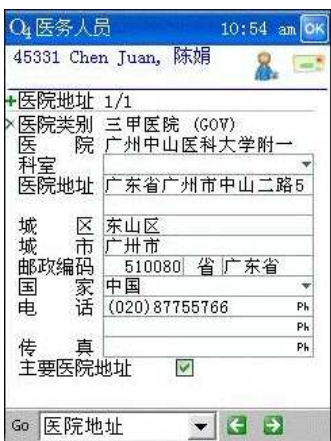 Q4 医务人员 10:54 am OK
45331 Chen Juan, 陈娟
+医院地址 1/1
×医院类别 三甲医院 (GOV)
医 院 广州中山医科大学附一
科室
医院地址 广东省广州市中山二路5
城 区 东山区
城 市 广州市
邮政编码 510080 省 广东省
国 家 中国
电 话 (020)87755766 Ph
Ph
传 真 Ph
主要医院地址
Go 医院地址